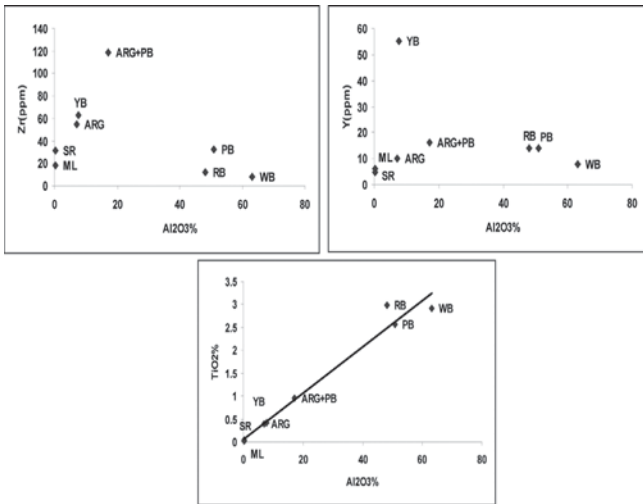 140
120
100
80
60
40
20
0
Zr(ppm)
ARG+PB
YB
ARG
SR
ML
PB
RB
WB
0 20 40 60 80
Al2O3%
60
50
40
30
20
10
0
Y(ppm)
YB
RB PB
ARG+PB
ML ARG
SR
WB
0 20 40 60 80
Al2O3%
3.5
3
2.5
2
1.5
1
0.5
0
TiO2%
RB WB
PB
YB ARG+PB
SR ARG
ML
0 20 40 60 80
Al2O3%